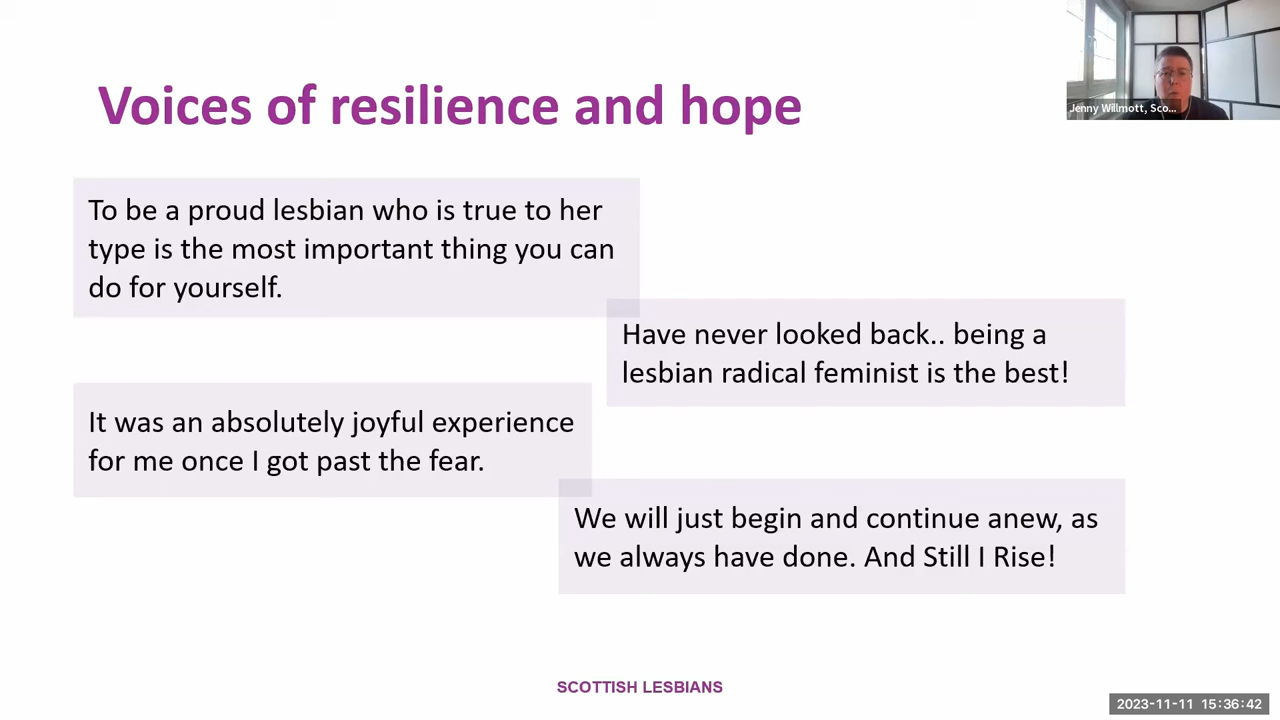 Voices of resilience and hope
Jenny Willmott, Sco...
To be a proud lesbian who is true to her
type is the most important thing you can
do for yourself.
Have never looked back.. being a
lesbian radical feminist is the best!
It was an absolutely joyful experience
for me once I got past the fear.
We will just begin and continue anew, as
we always have done. And Still I Rise!
SCOTTISH LESBIANS
2023-11-11 15:36:42